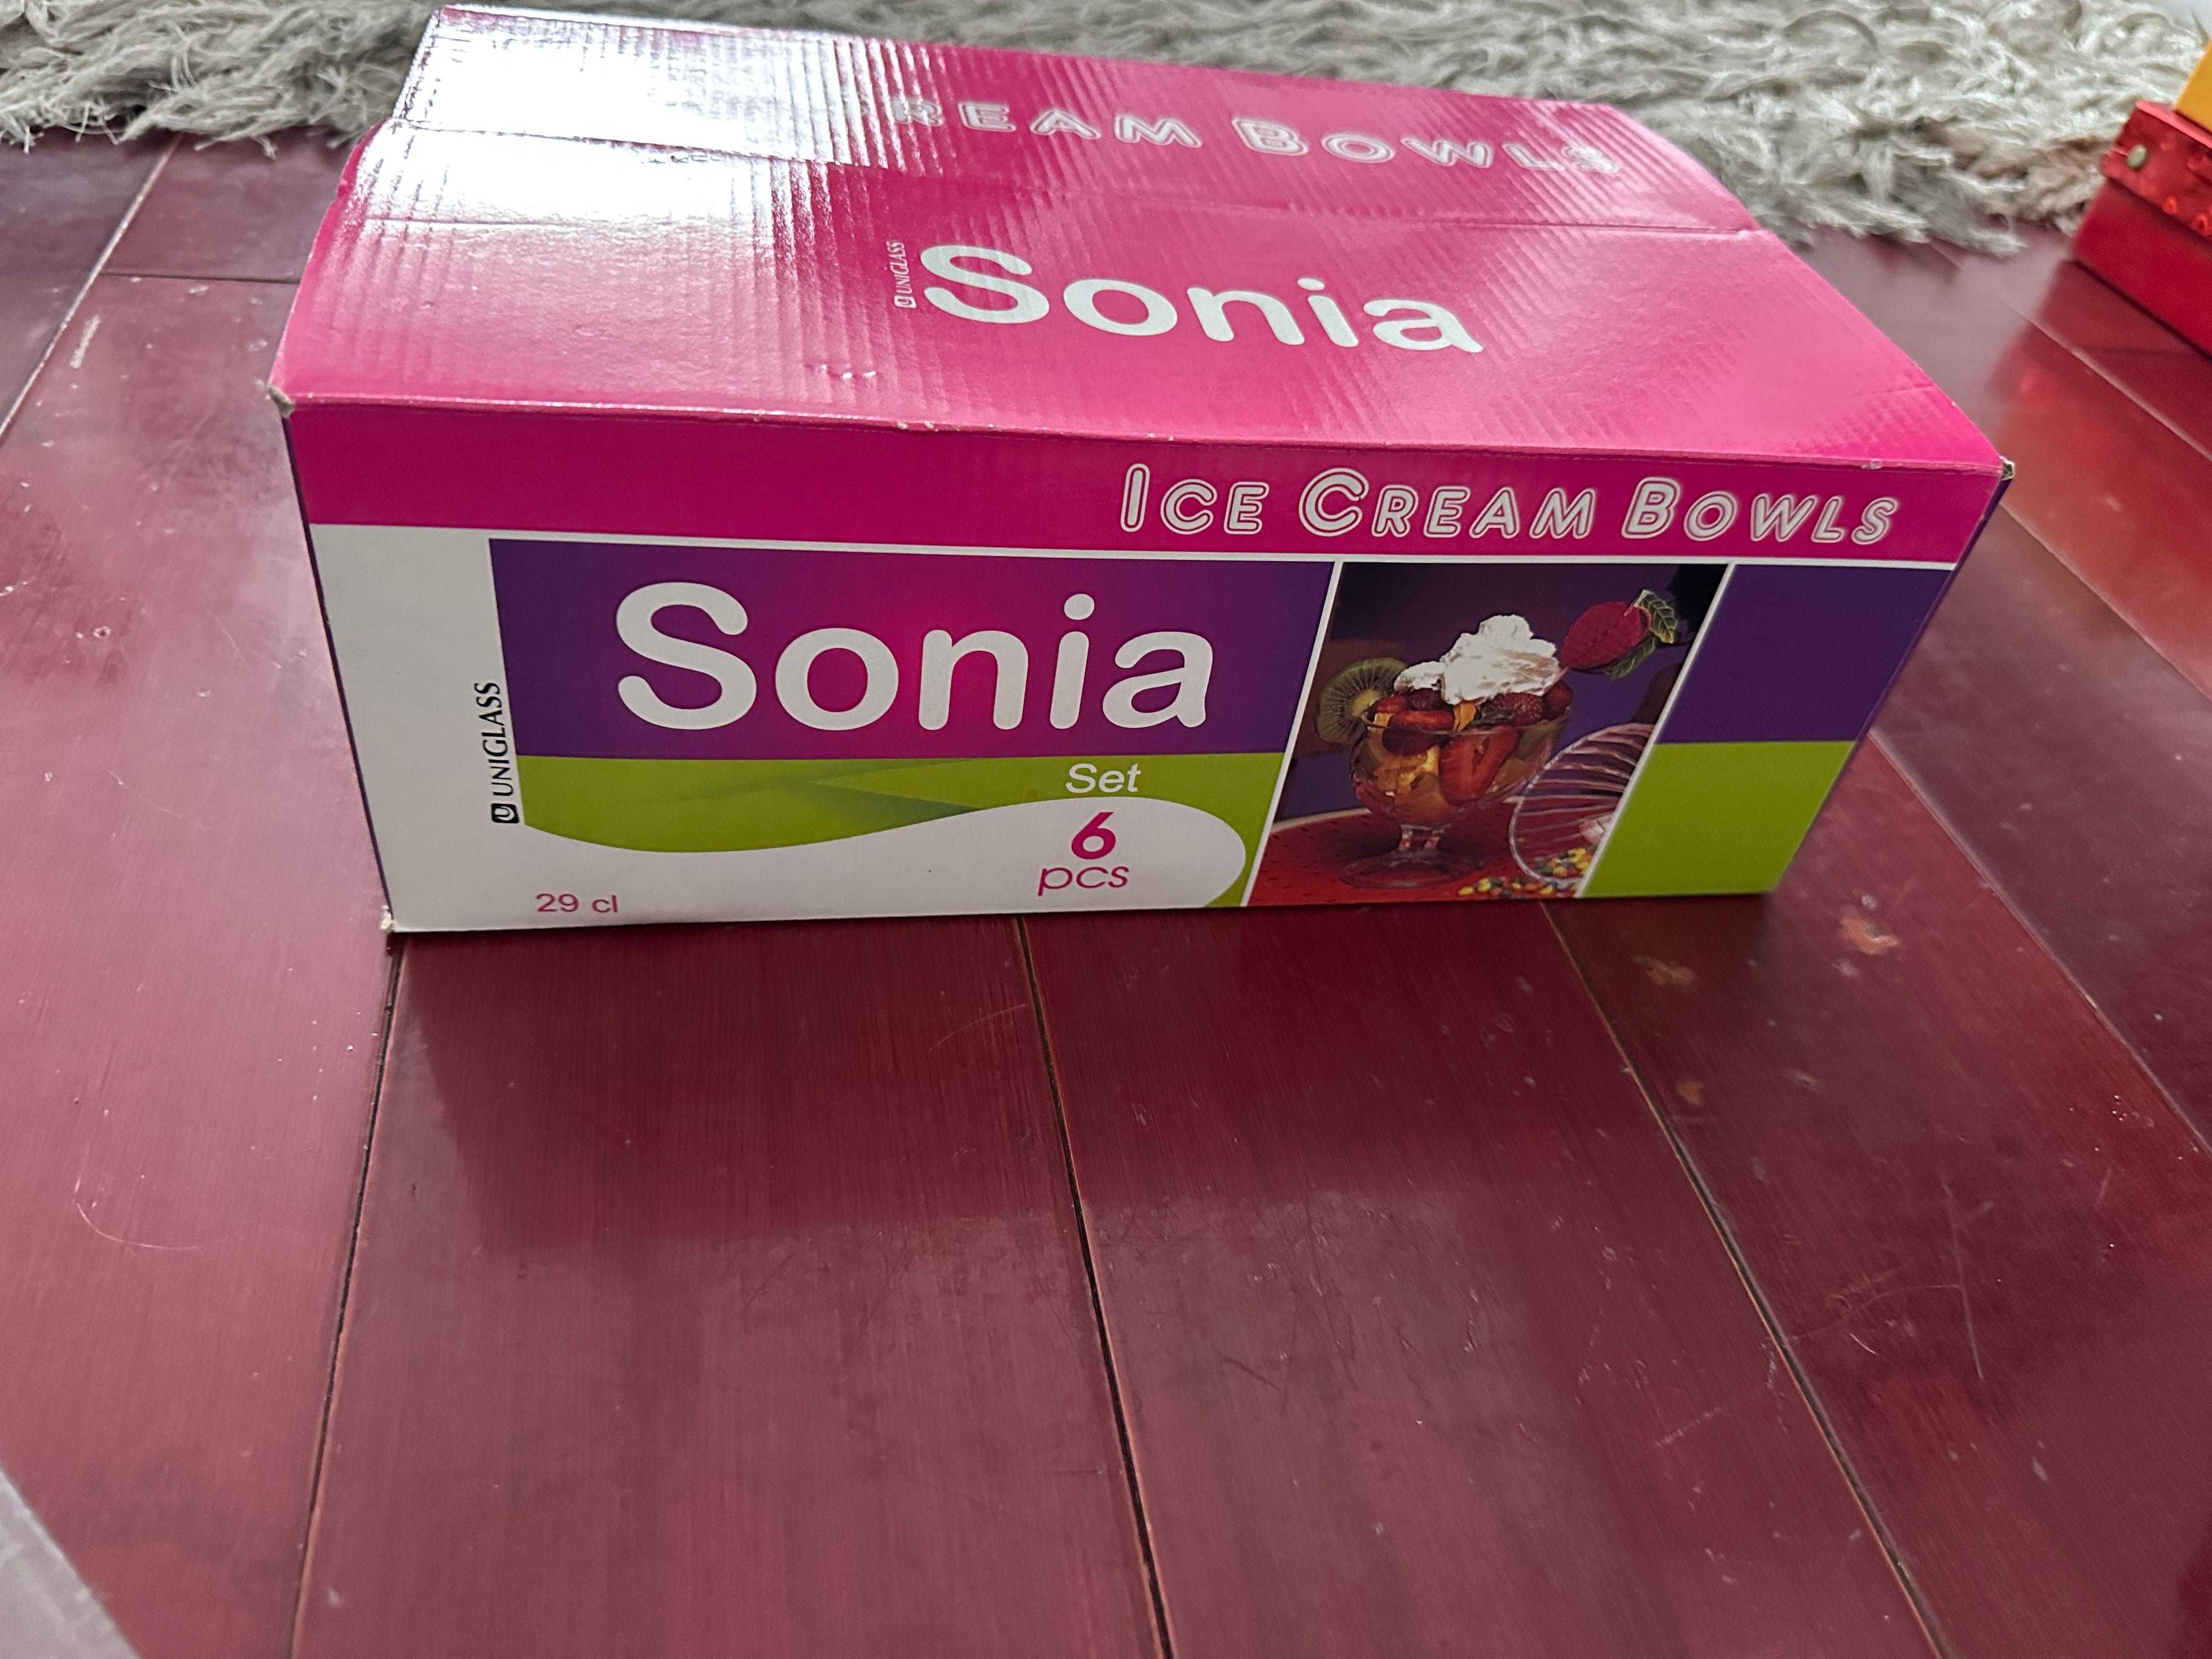 REAM BOWLS
UNIGLASS
Sonia
ICE CREAM BOWLS
Sonia
UNIGLASS
Set
6
pcs
29 cl